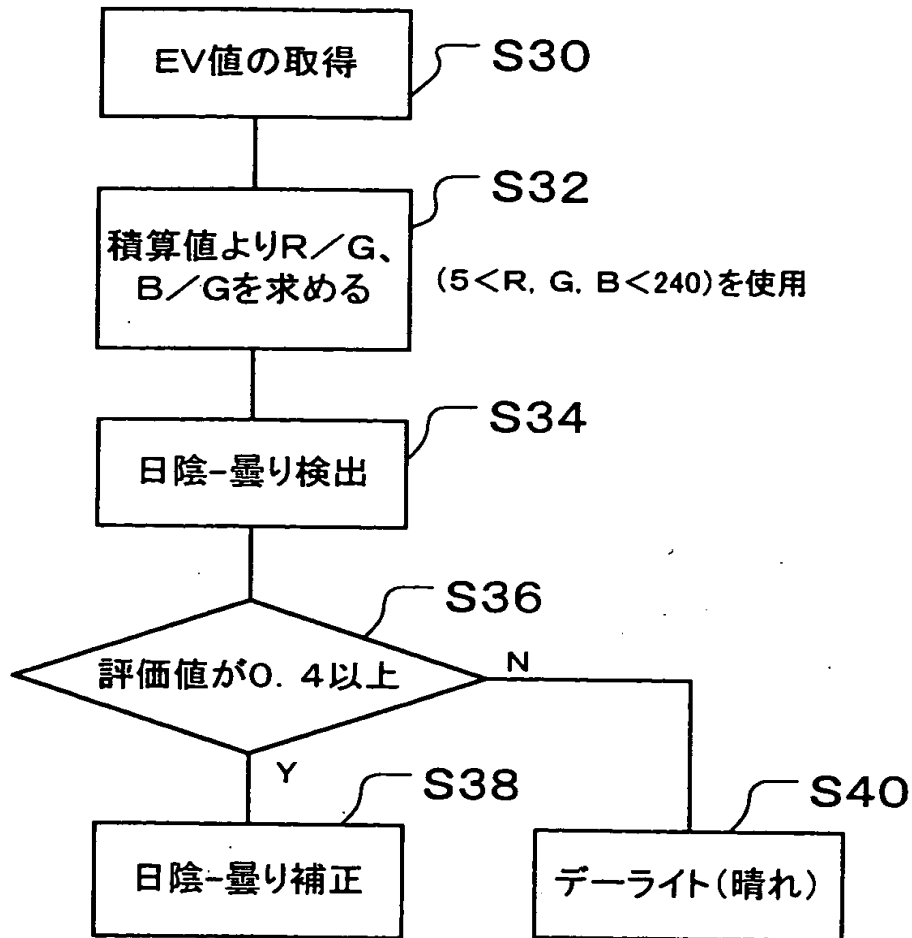 EV値の取得
S30
S32
積算値よりR/G、
B/Gを求める
(5<R, G, B<240)を使用
S34
日陰-曇り検出
S36
評価値が0.4以上
N
Y
S38
S40
日陰-曇り補正
デーライト(晴れ)